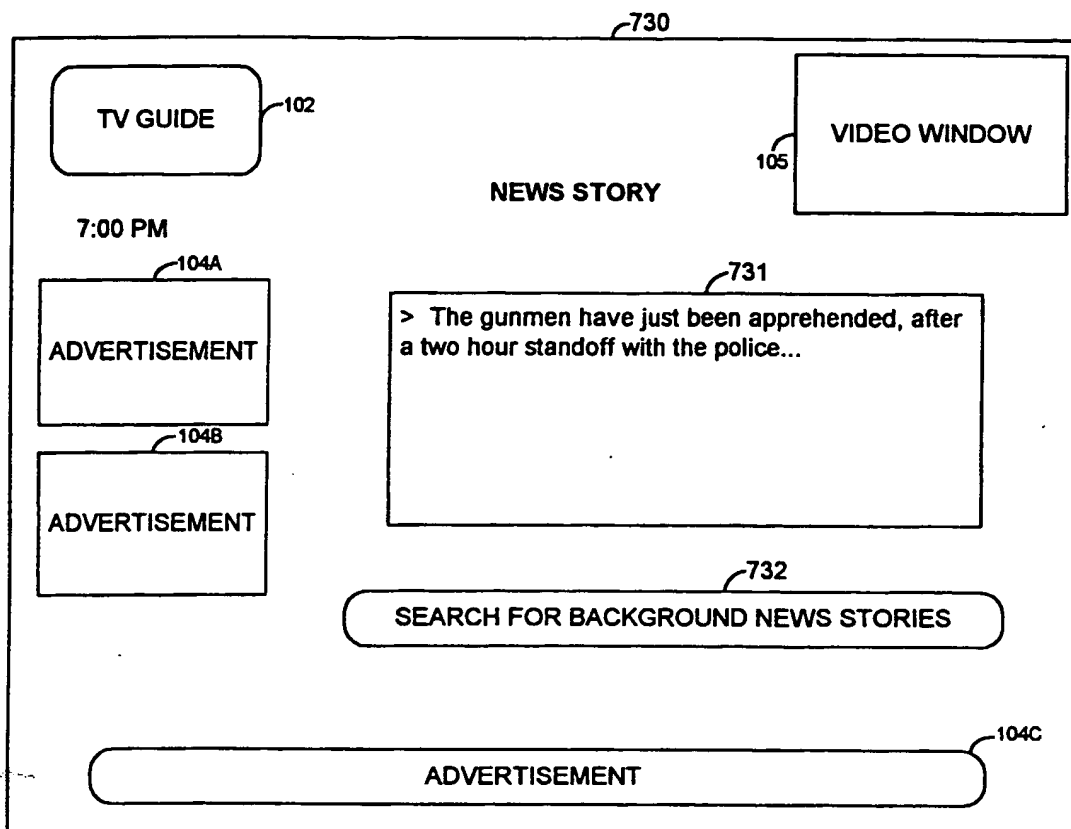 730
TV GUIDE
102
VIDEO WINDOW
105
NEWS STORY
7:00 PM
104A
ADVERTISEMENT
731
> The gunmen have just been apprehended, after
a two hour standoff with the police...
104B
ADVERTISEMENT
732
SEARCH FOR BACKGROUND NEWS STORIES
104C
ADVERTISEMENT